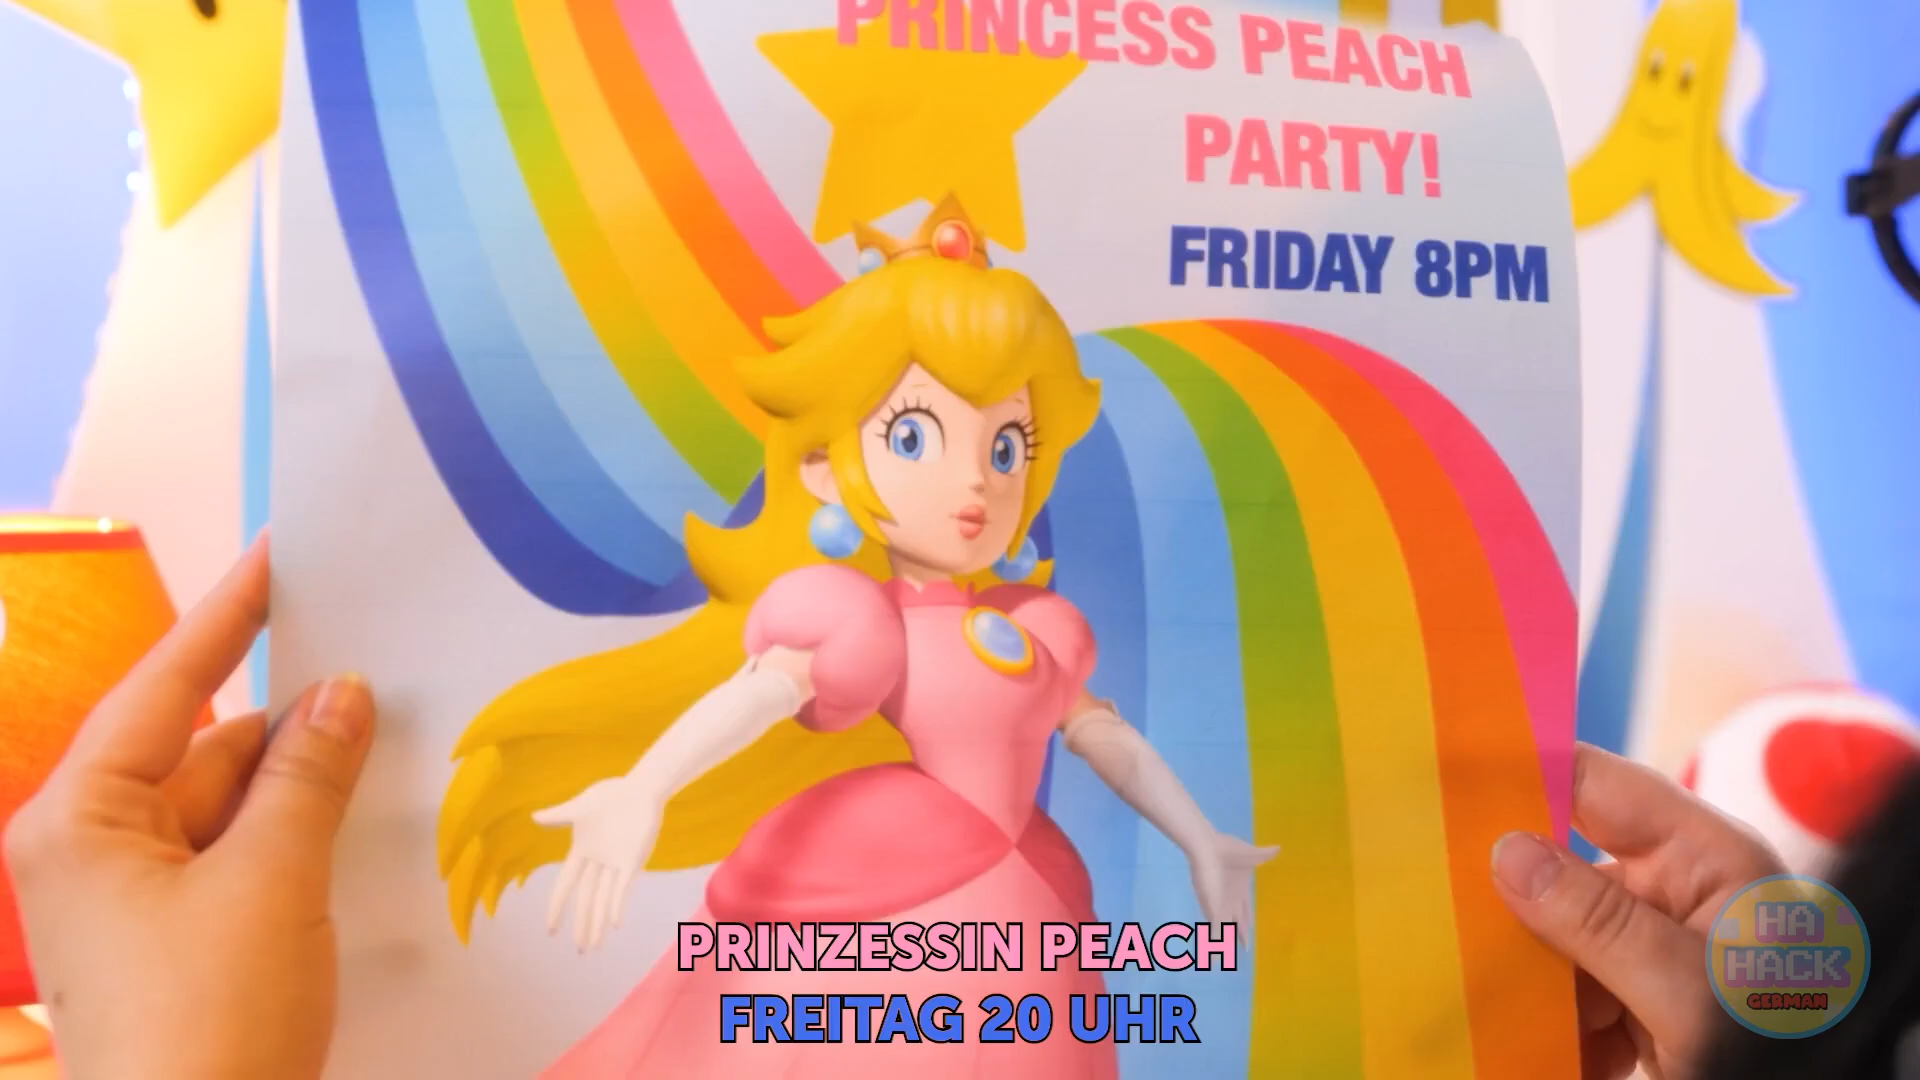 PRINCESS PEACH
PARTY!
FRIDAY 8PM
PRINZESSIN PEACH
FREITAG 20 UHR
HA
HACK
GERMAN